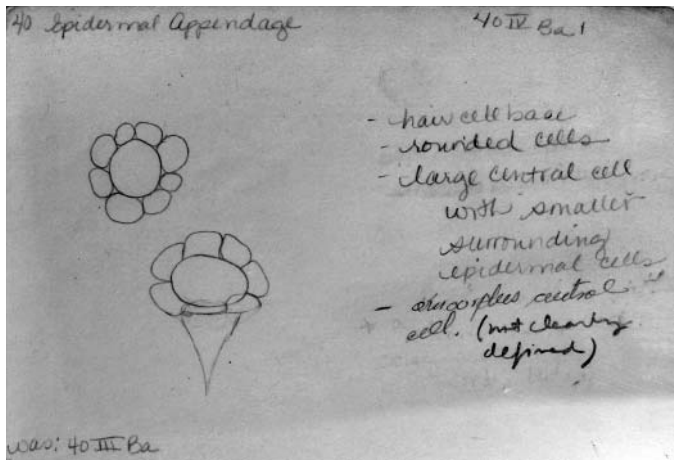 40 Epidermal Appendage
40 IV Ba 1
- hair cell base
- rounded cells
- large central cell
with smaller
surrounding
epidermal cells
- central
cell. (not clearly
defined)
was: 40 III Ba